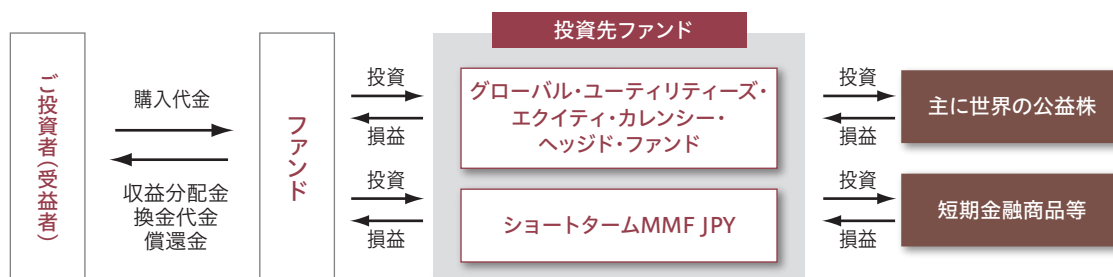 投資先ファンド
ご投資者(受益者)
購入代金
収益分配金
換金代金
償還金
ファンド
投資
損益
投資
損益
グローバル・ユーティリティーズ・
エクイティ・カレンシー・
ヘッジド・ファンド
ショートタームMMF JPY
投資
損益
投資
損益
主に世界の公益株
短期金融商品等